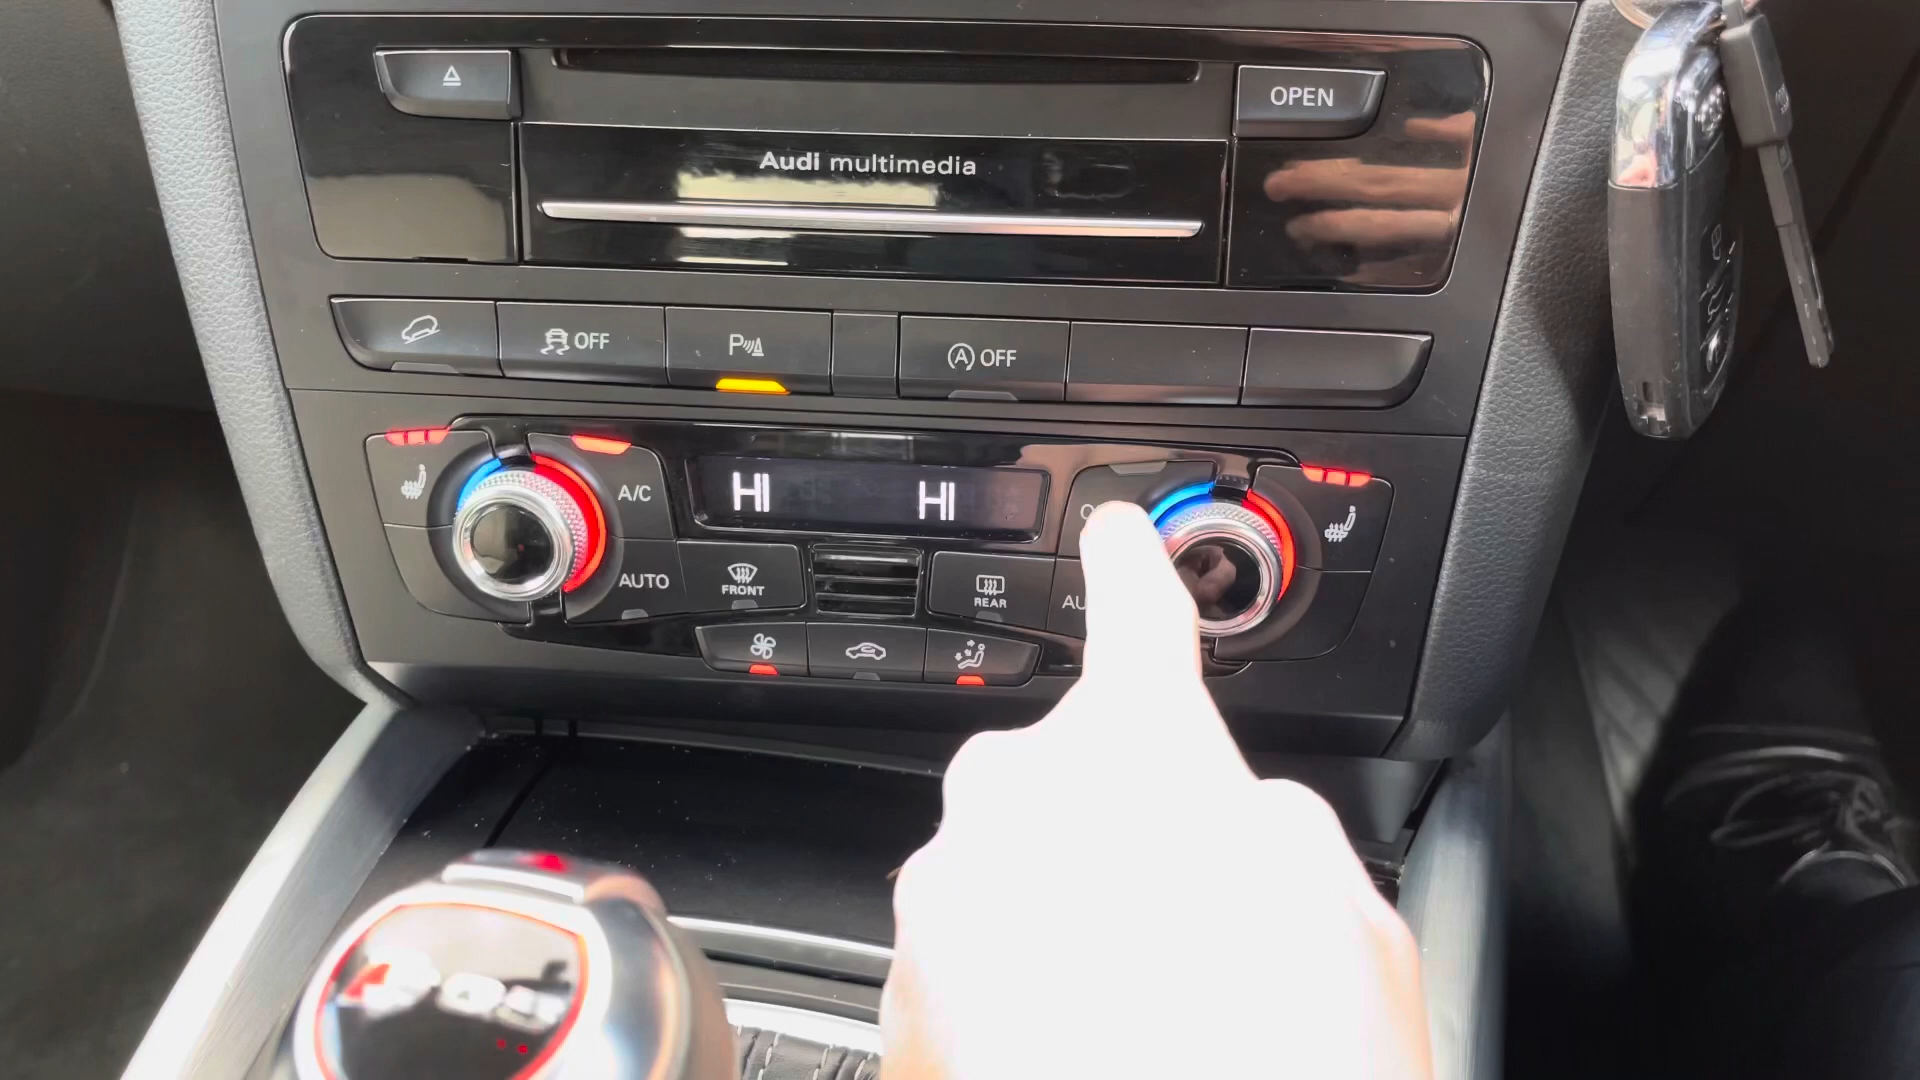 OPEN
Audi multimedia
OFF
P
A OFF
A/C
HI HI
AUTO
FRONT
REAR